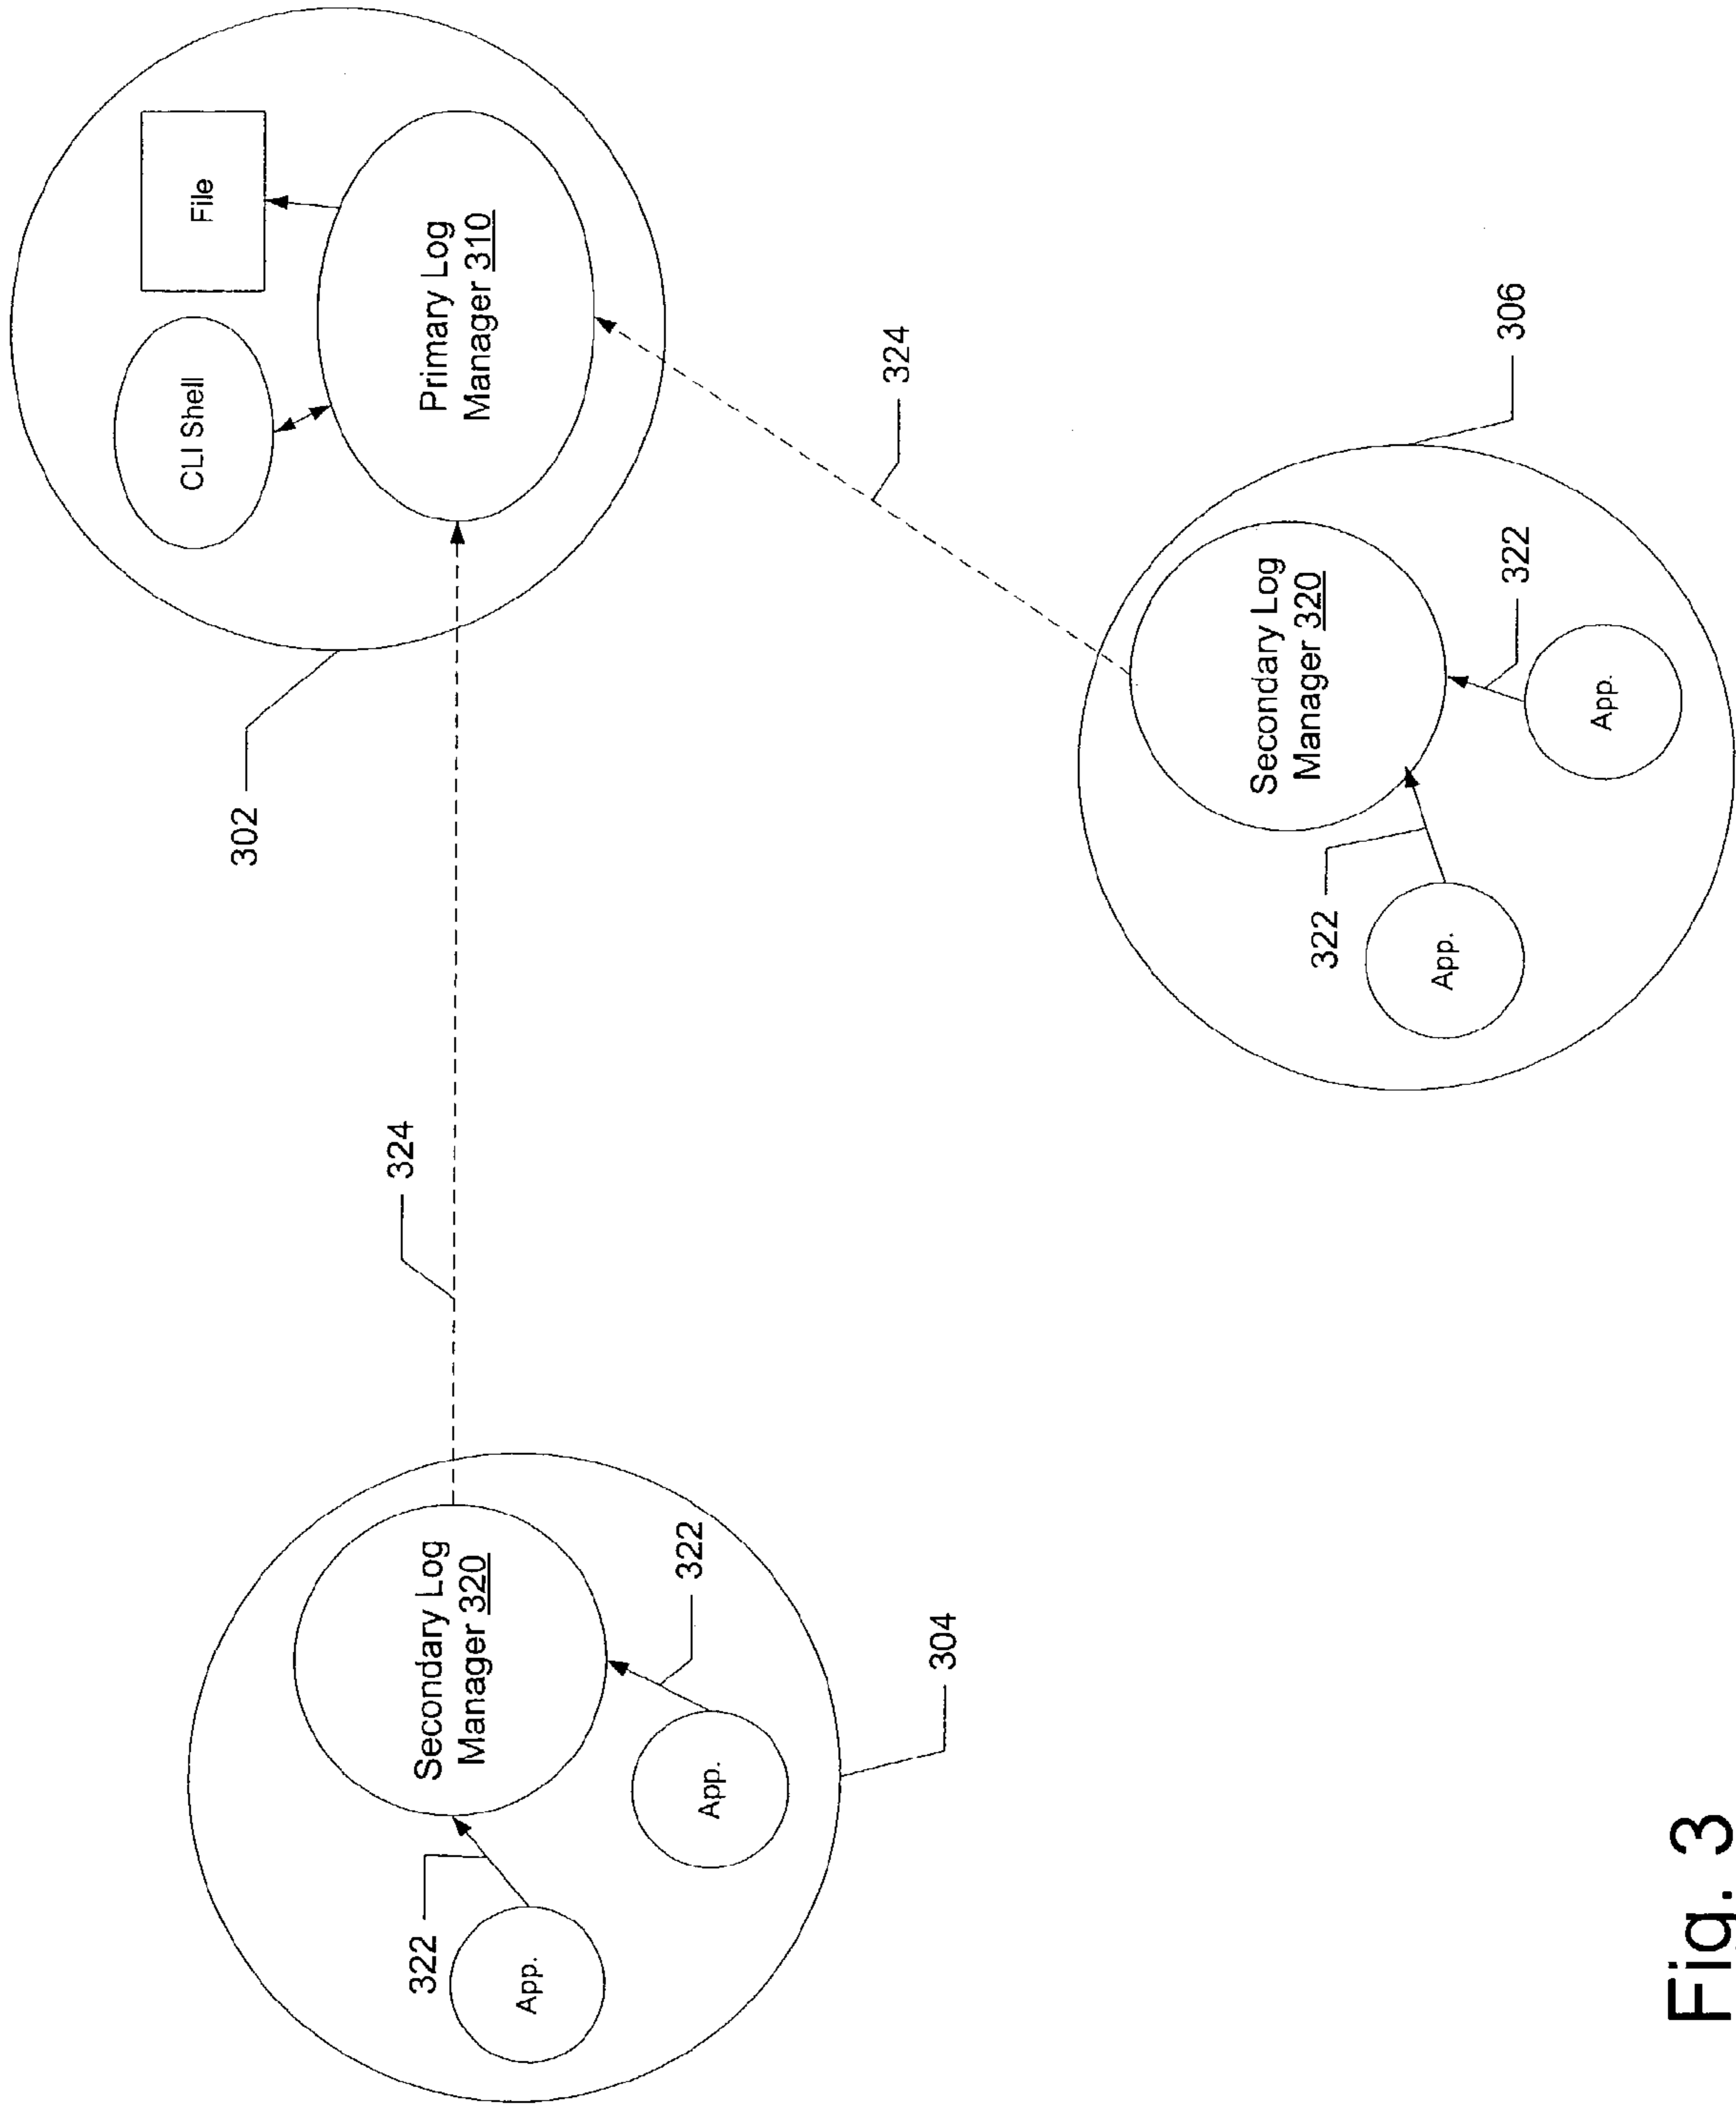 CLI Shell
File
302
324
Primary Log
Manager 310
Secondary Log
Manager 320
322
App.
322
App.
304
324
Secondary Log
Manager 320
322
App.
322
App.
306
Fig. 3